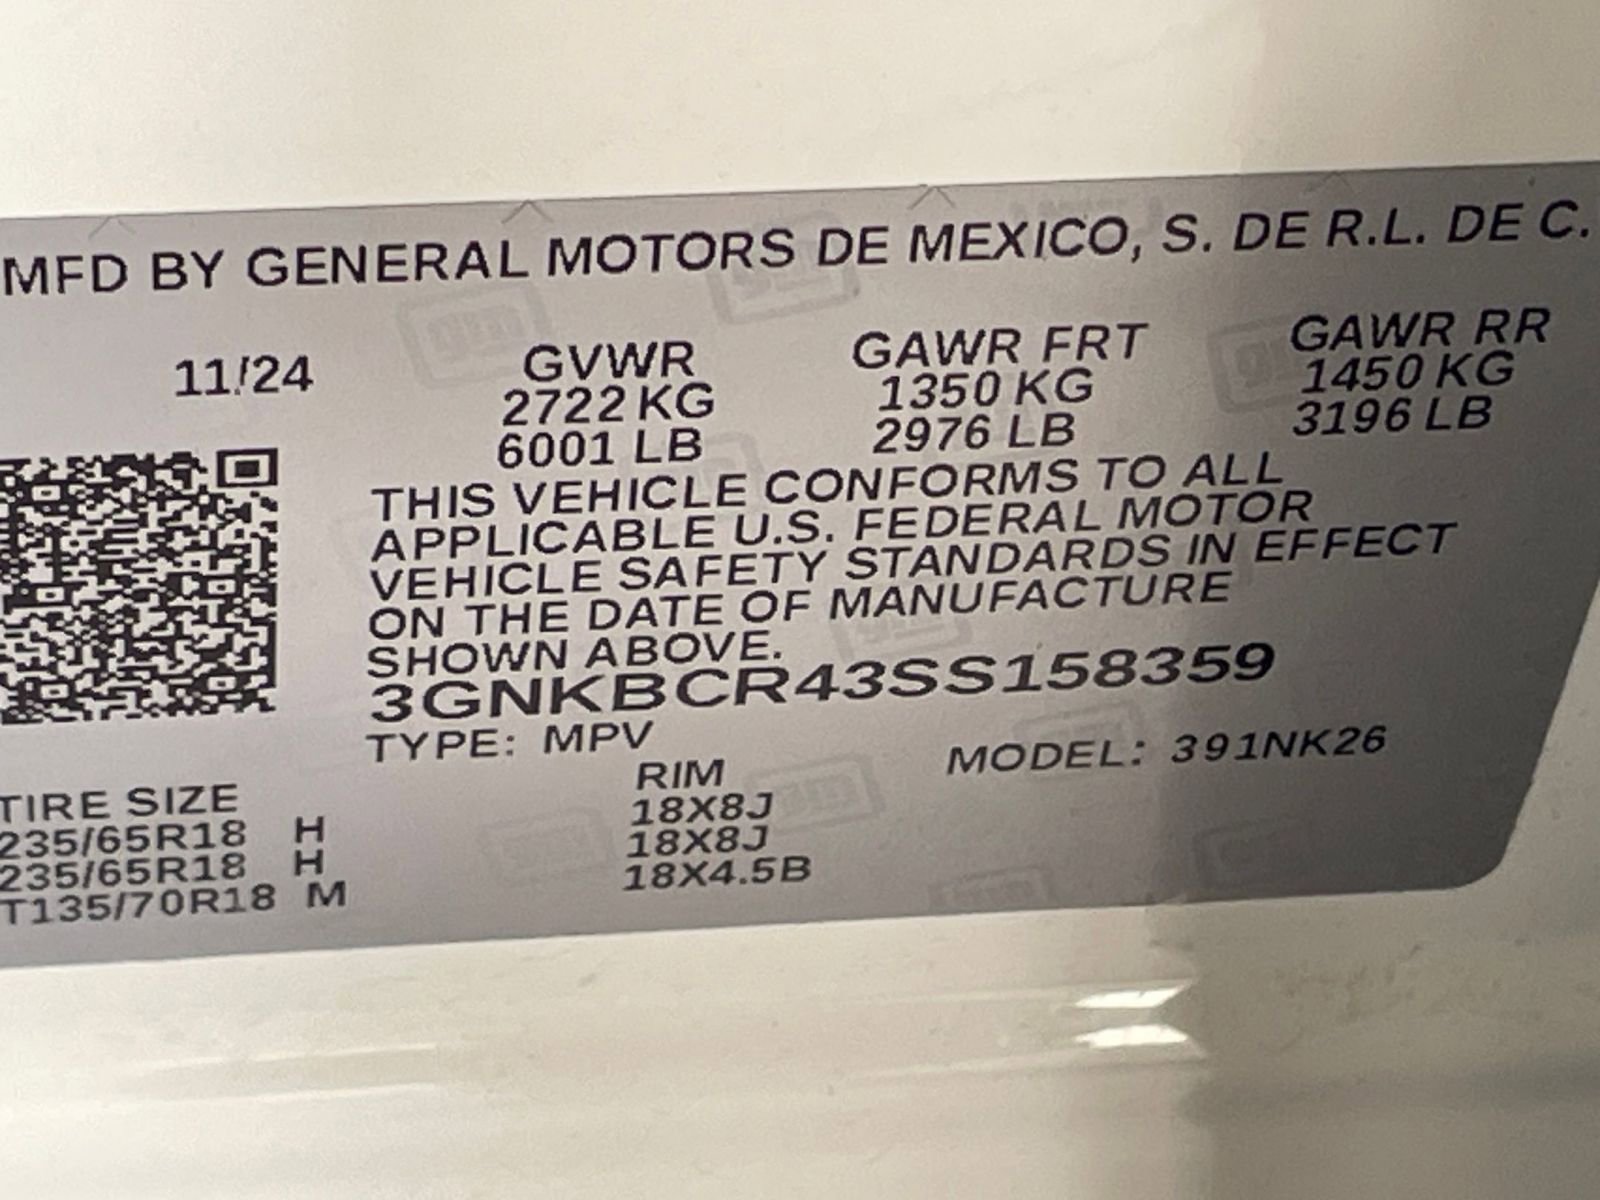 MFD BY GENERAL MOTORS DE MEXICO, S. DE R.L. DE C.
11/24 GVWR GAWR FRT GAWR RR
2722 KG 1350 KG 1450 KG
6001 LB 2976 LB 3196 LB
THIS VEHICLE CONFORMS TO ALL
APPLICABLE U.S. FEDERAL MOTOR
VEHICLE SAFETY STANDARDS IN EFFECT
ON THE DATE OF MANUFACTURE
SHOWN ABOVE.
3GNKBCR43SS158359
TYPE: MPV MODEL: 391NK26
TIRE SIZE RIM
235/65R18 H 18X8J
235/65R18 H 18X8J
T135/70R18 M 18X4.5B